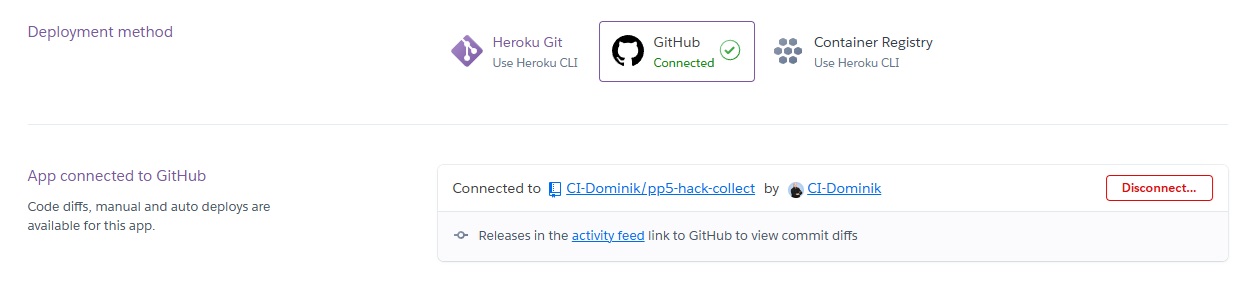 Deployment method
Heroku Git
Use Heroku CLI
GitHub
Connected
Container Registry
Use Heroku CLI
App connected to GitHub
Code diffs, manual and auto deploys are
available for this app.
Connected to CI-Dominik/pp5-hack-collect by CI-Dominik
Disconnect...
Releases in the activity feed link to GitHub to view commit diffs